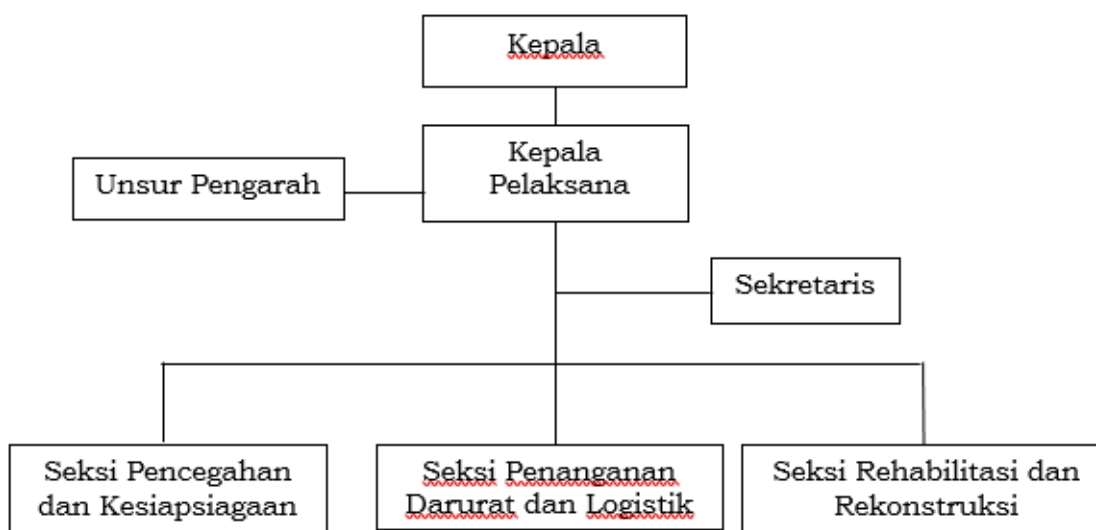 Kepala
Kepala
Pelaksana
Unsur Pengarah
Sekretaris
Seksi Pencegahan
dan Kesiapsiagaan
Seksi Penanganan
Darurat dan Logistik
Seksi Rehabilitasi dan
Rekonstruksi